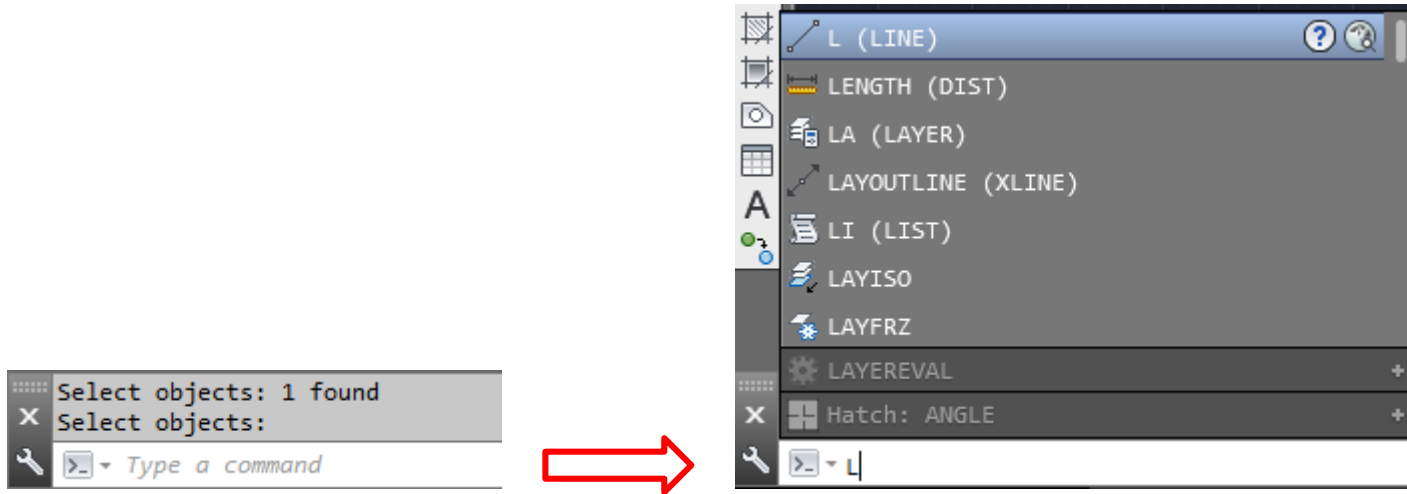 Select objects: 1 found
Select objects:
Type a command
L (LINE)
LENGTH (DIST)
LA (LAYER)
LAYOUTLINE (XLINE)
LI (LIST)
LAYISO
LAYFRZ
LAYEREVAL
Hatch: ANGLE
L